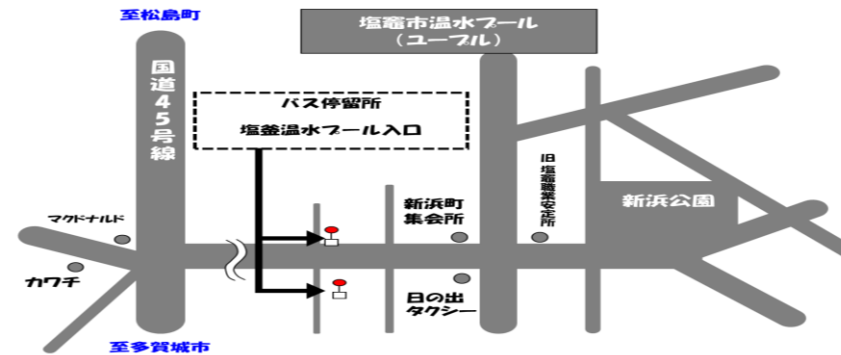 至松島町
塩竈市温水プール
（ユープル）
国道45号線
バス停留所
塩釜温水プール入口
旧塩竈職業安定所
マクドナルド
新浜町
集会所
新浜公園
カワチ
日の出
タクシー
至多賀城市